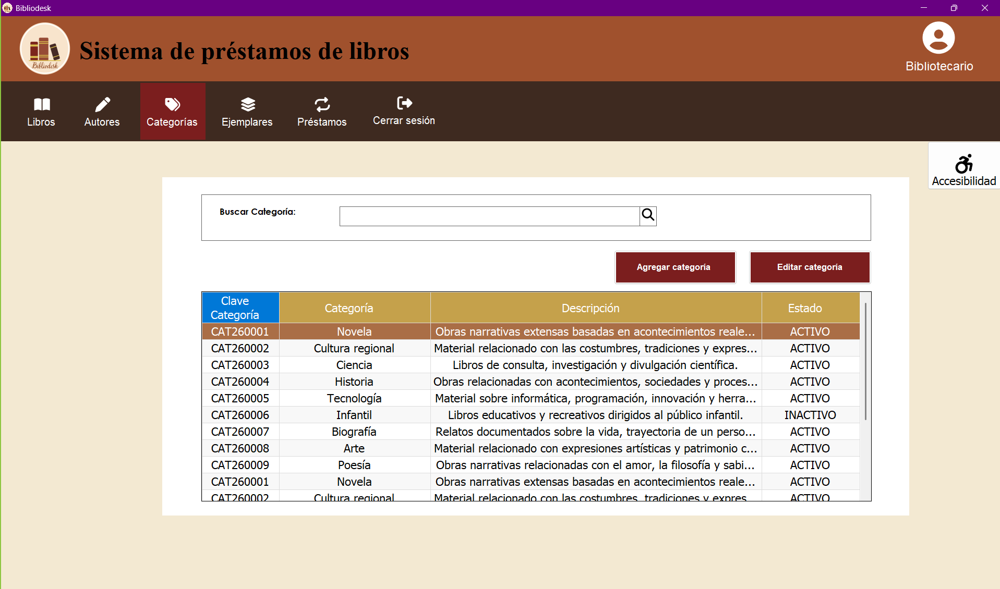 Bibliodesk
Bibliodesk
Sistema de préstamos de libros
Bibliotecario
Libros
Autores
Categorías
Ejemplares
Préstamos
Cerrar sesión
Accesibilidad
Buscar Categoría:
Agregar categoría
Editar categoría
Clave
Categoría
Categoría
Descripción
Estado
CAT260001 Novela Obras narrativas extensas basadas en acontecimientos reale... ACTIVO
CAT260002 Cultura regional Material relacionado con las costumbres, tradiciones y expres... ACTIVO
CAT260003 Ciencia Libros de consulta, investigación y divulgación científica. ACTIVO
CAT260004 Historia Obras relacionadas con acontecimientos, sociedades y proces... ACTIVO
CAT260005 Tecnología Material sobre informática, programación, innovación y herra... ACTIVO
CAT260006 Infantil Libros educativos y recreativos dirigidos al público infantil. INACTIVO
CAT260007 Biografía Relatos documentados sobre la vida, trayectoria de un perso... ACTIVO
CAT260008 Arte Material relacionado con expresiones artísticas y patrimonio c... ACTIVO
CAT260009 Poesía Obras narrativas relacionadas con el amor, la filosofía y sabi... ACTIVO
CAT260001 Novela Obras narrativas extensas basadas en acontecimientos reale... ACTIVO
CAT260002 Cultura regional Material relacionado con las costumbres, tradiciones y expres... ACTIVO